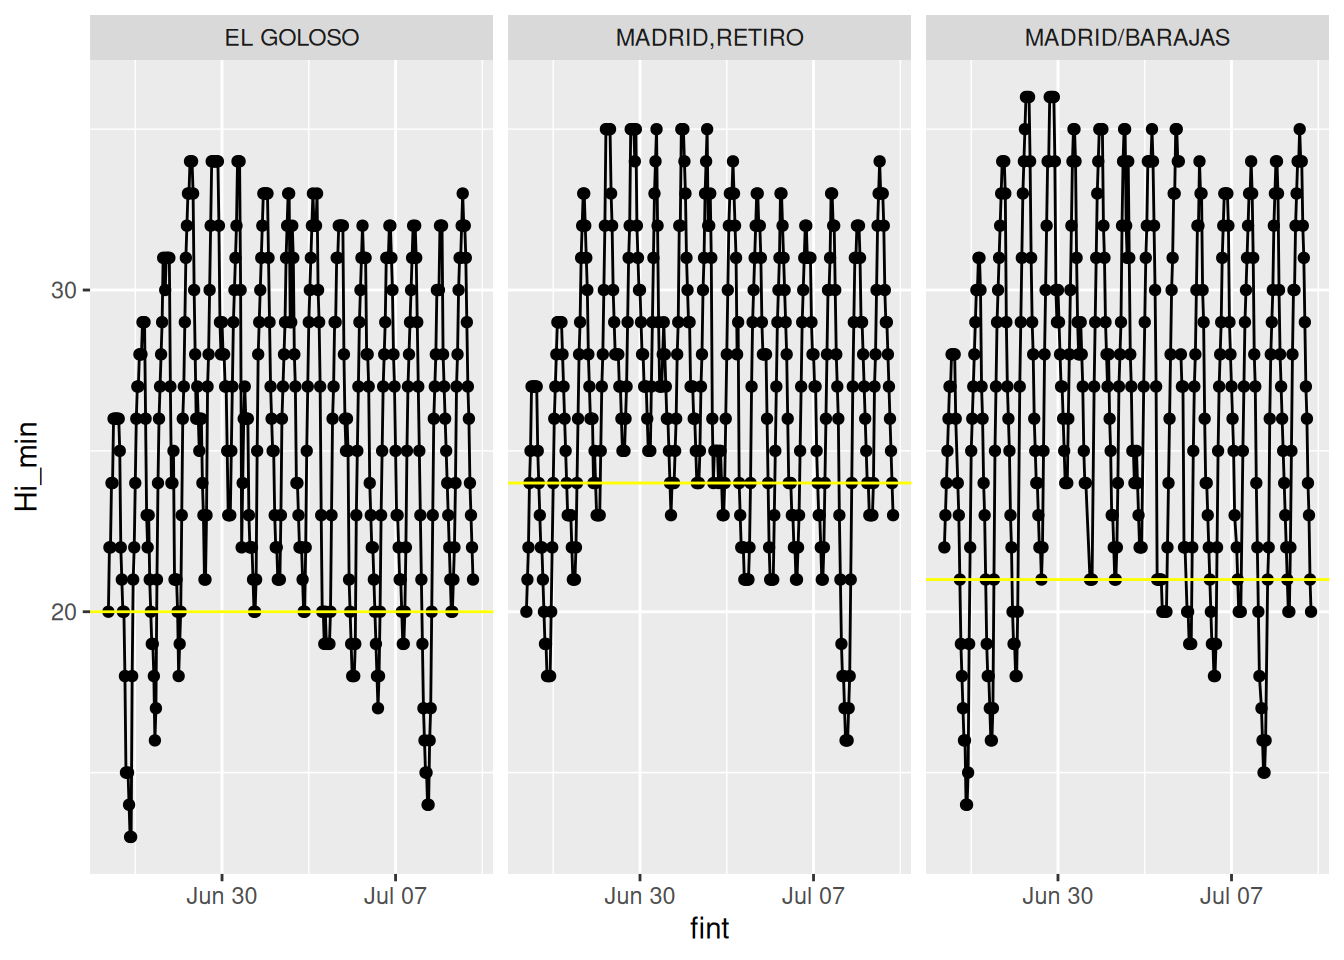 EL GOLOSO
MADRID,RETIRO
MADRID/BARAJAS
Hi_min
30
20
Jun 30
Jul 07
Jun 30
Jul 07
Jun 30
Jul 07
fint